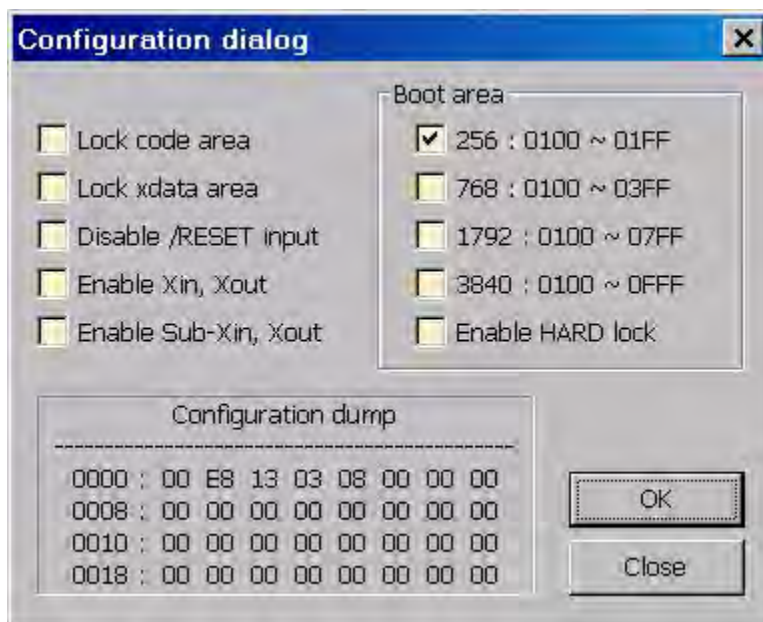 Configuration dialog
Lock code area
Lock xdata area
Disable /RESET input
Enable Xin, Xout
Enable Sub-Xin, Xout
Boot area
256 : 0100 ~ 01FF
768 : 0100 ~ 03FF
1792 : 0100 ~ 07FF
3840 : 0100 ~ 0FFF
Enable HARD lock
Configuration dump
----------------------------------------------------
0000 : 00 E8 13 03 08 00 00 00
0008 : 00 00 00 00 00 00 00 00
0010 : 00 00 00 00 00 00 00 00
0018 : 00 00 00 00 00 00 00 00
OK
Close